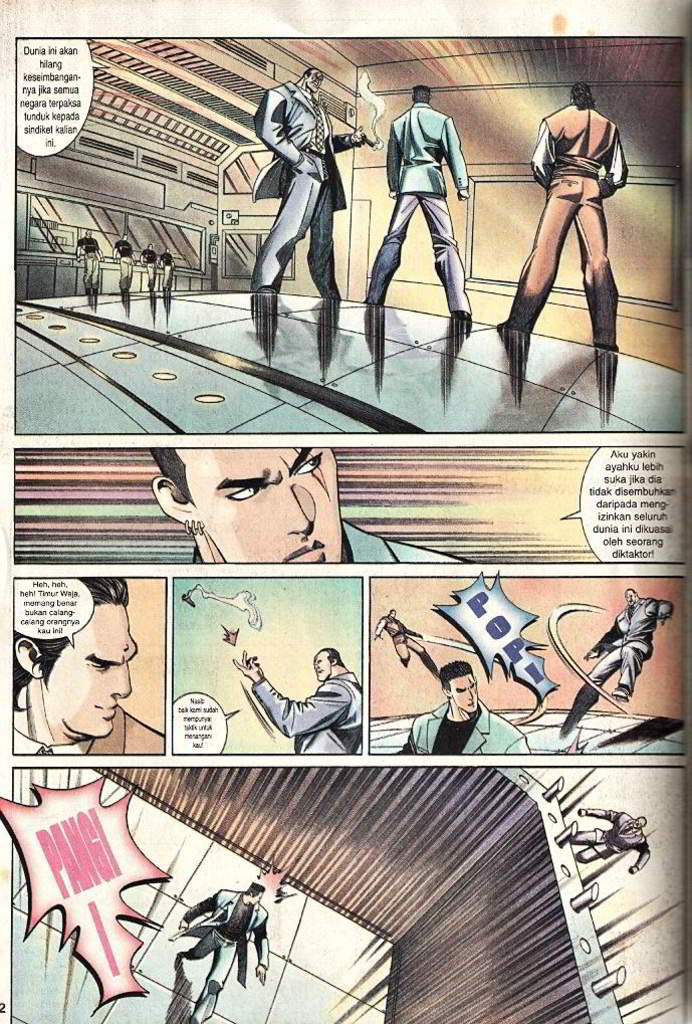 Dunia ini akan
hilang
keseimbangan-
nya jika semua
negara terpaksa
tunduk kepada
sindiket kalian
ini.
Aku yakin
ayahku lebih
suka jika dia
tidak disembuhkan
daripada meng-
izinkan seluruh
dunia ini dikuasai
oleh seorang
diktaktor!
Heh, heh,
heh! Timur Waja,
memang benar
bukan calang-
calang orangnya
kau ini!
Nasib
baik kami sudah
mempunyai
taktik untuk
menangani
kau!
POP!
PANG!
2